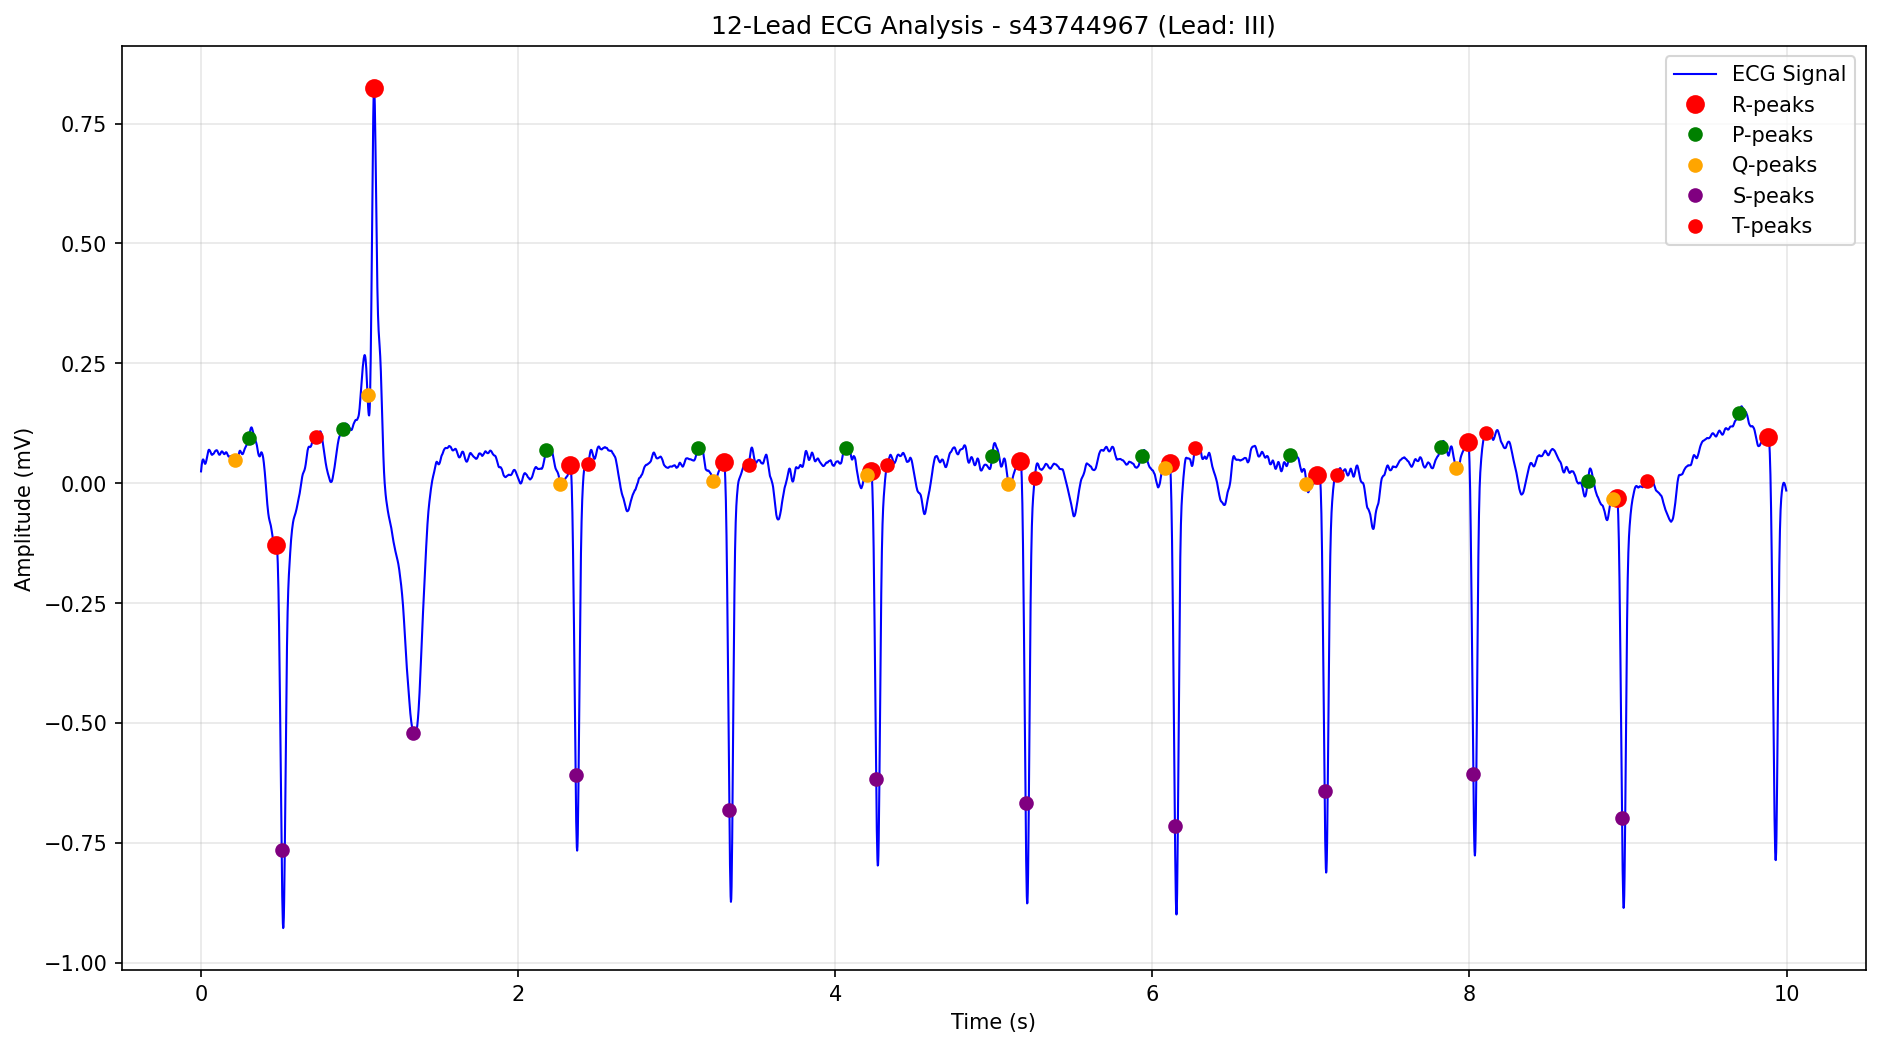 12-Lead ECG Analysis - s43744967 (Lead: III)
ECG Signal
R-peaks
P-peaks
Q-peaks
S-peaks
T-peaks
Amplitude (mV)
0.75
0.50
0.25
0.00
−0.25
−0.50
−0.75
−1.00
0 2 4 6 8 10
Time (s)